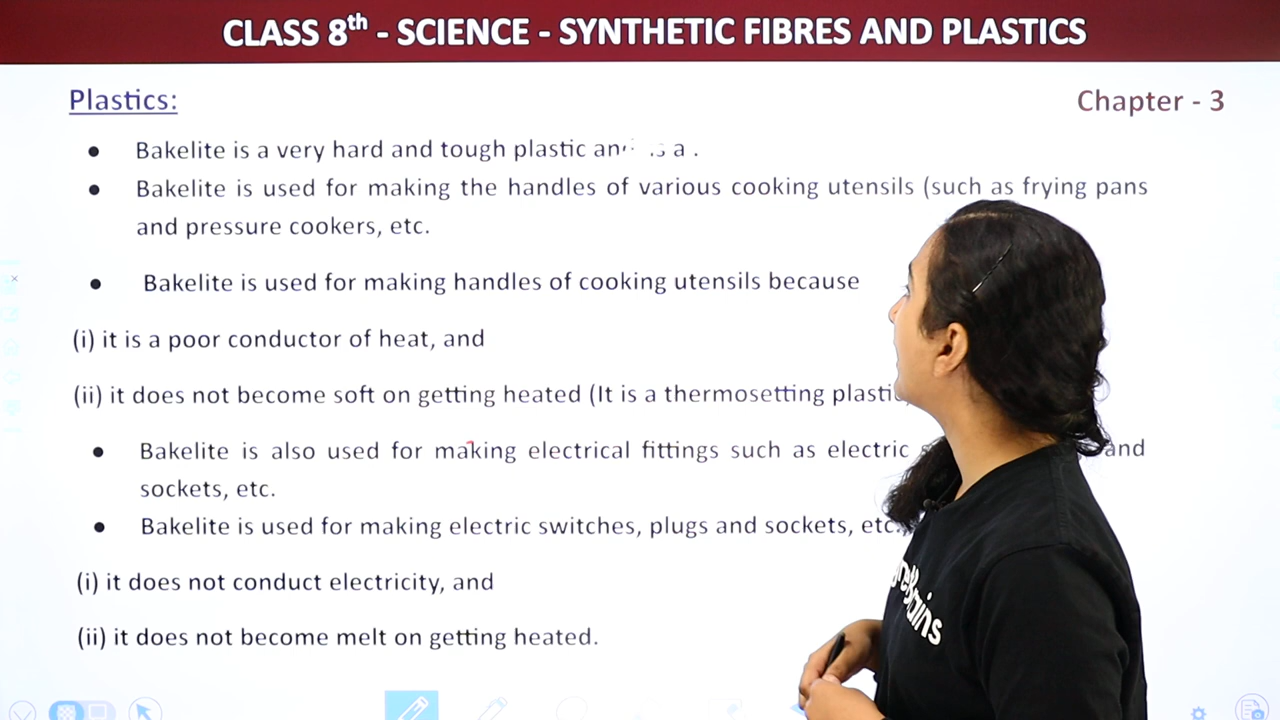 CLASS 8th - SCIENCE - SYNTHETIC FIBRES AND PLASTICS
Plastics:
Chapter - 3
• Bakelite is a very hard and tough plastic a .
• Bakelite is used for making the handles of various cooking utensils (such as frying pans
and pressure cookers, etc.
• Bakelite is used for making handles of cooking utensils because
(i) it is a poor conductor of heat, and
(ii) it does not become soft on getting heated (It is a thermosetting
• Bakelite is also used for making electrical fittings such as electric and
sockets, etc.
• Bakelite is used for making electric switches, plugs and sockets, etc.
(i) it does not conduct electricity, and
(ii) it does not become melt on getting heated.